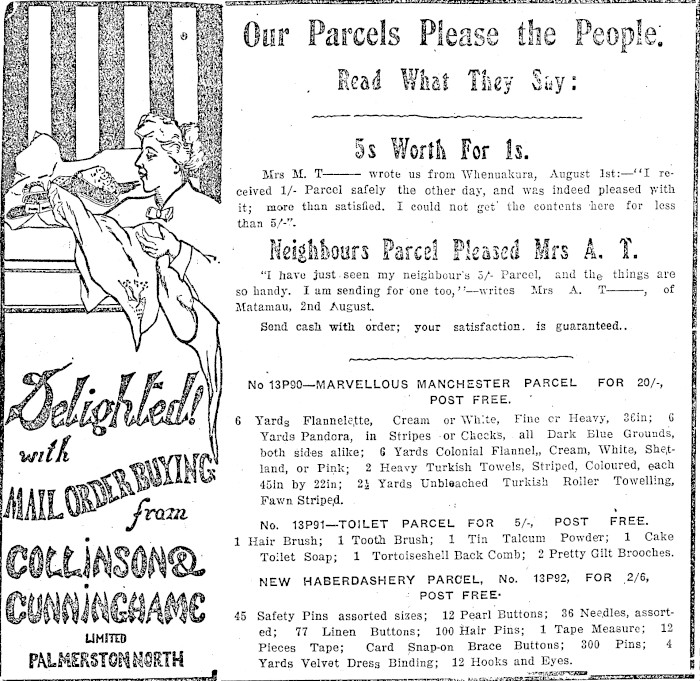 Delighted!
with
MAIL ORDER BUYING
from
COLLINSON &
CUNNINGHAME
LIMITED
PALMERSTON NORTH
Our Parcels Please the People.
Read What They Say:
5s Worth For 1s.
Mrs M. T—— wrote us from Whenuakura, August 1st:—"I re-
ceived 1/- Parcel safely the other day, and was indeed pleased with
it; more than satisfied. I could not get the contents here for less
than 5/-".
Neighbours Parcel Pleased Mrs A. T.
"I have just seen my neighbour's 5/- Parcel, and the things are
so handy. I am sending for one too,"—writes Mrs A. T——, of
Matamau, 2nd August.
Send cash with order; your satisfaction is guaranteed..
No 13P90—MARVELLOUS MANCHESTER PARCEL FOR 20/-,
POST FREE.
6 Yards Flannelette, Cream or White, Fine or Heavy, 36in; 6
Yards Pandora, in Stripes or Checks, all Dark Blue Grounds,
both sides alike; 6 Yards Colonial Flannel, Cream, White, Shet-
land, or Pink; 2 Heavy Turkish Towels, Striped, Coloured, each
45in by 22in; 2½ Yards Unbleached Turkish Roller Towelling,
Fawn Striped.
No. 13P91—TOILET PARCEL FOR 5/-, POST FREE.
1 Hair Brush; 1 Tooth Brush; 1 Tin Talcum Powder; 1 Cake
Toilet Soap; 1 Tortoiseshell Back Comb; 2 Pretty Gilt Brooches.
NEW HABERDASHERY PARCEL, No. 13P92, FOR 2/6,
POST FREE.
45 Safety Pins assorted sizes; 12 Pearl Buttons; 36 Needles, assort-
ed; 77 Linen Buttons; 100 Hair Pins; 1 Tape Measure; 12
Pieces Tape; Card Snap-on Brace Buttons; 300 Pins; 4
Yards Velvet Dress Binding; 12 Hooks and Eyes.